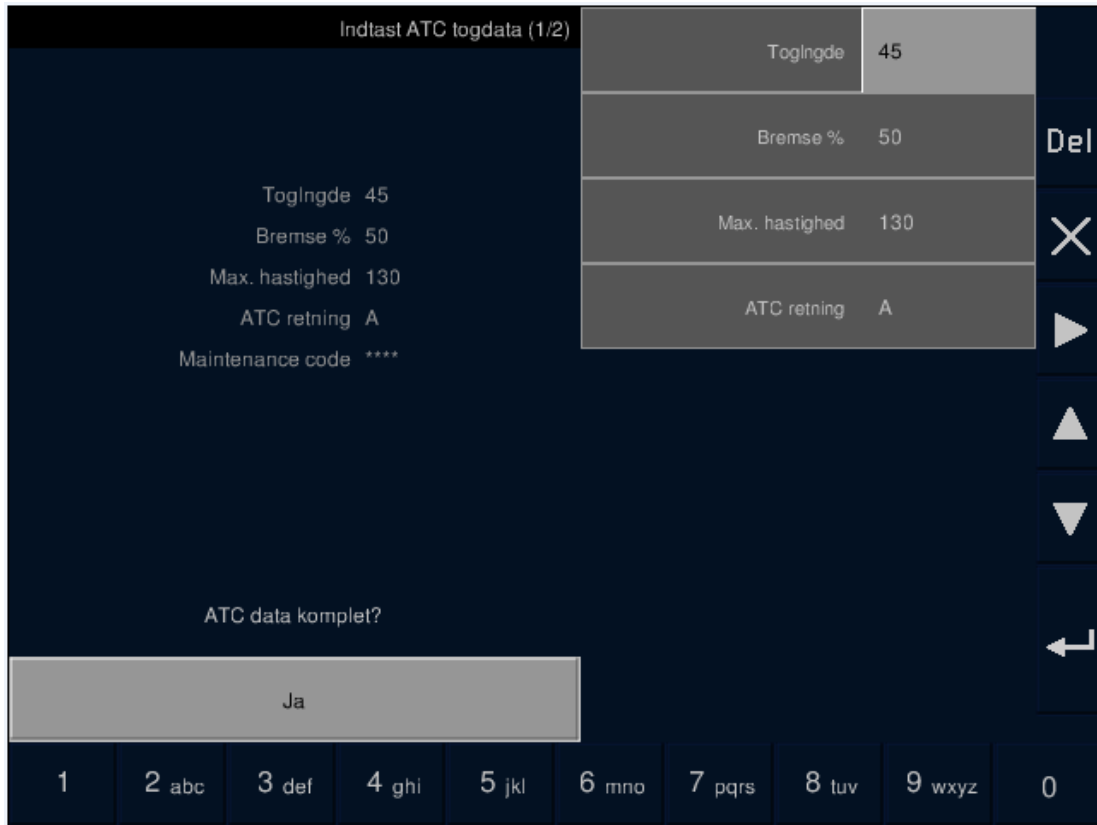 Indtast ATC togdata (1/2)
Toglngde 45
Bremse % 50
Max. hastighed 130
ATC retning A
Maintenance code ****
ATC data komplet?
Ja
Toglngde 45
Bremse % 50
Max. hastighed 130
ATC retning A
Del
1 2 abc 3 def 4 ghi 5 jkl 6 mno 7 pqrs 8 tuv 9 wxyz 0